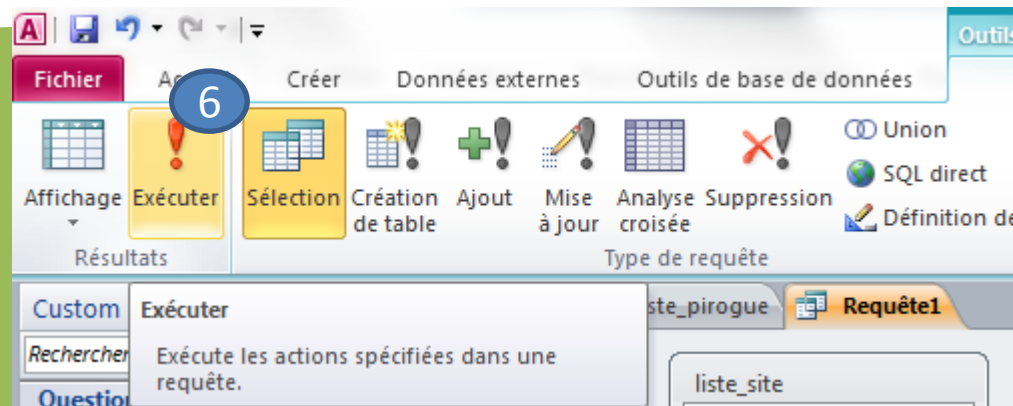 A
Outils
Fichier
6
Créer
Données externes
Outils de base de données
Affichage
Exécuter
Sélection
Création
de table
Ajout
Mise
à jour
Analyse
croisée
Suppression
Union
SQL direct
Définition de
Résultats
Type de requête
Custom
Exécuter
Exécute les actions spécifiées dans une
requête.
Rechercher
Question
ste_pirogue
Requête1
liste_site